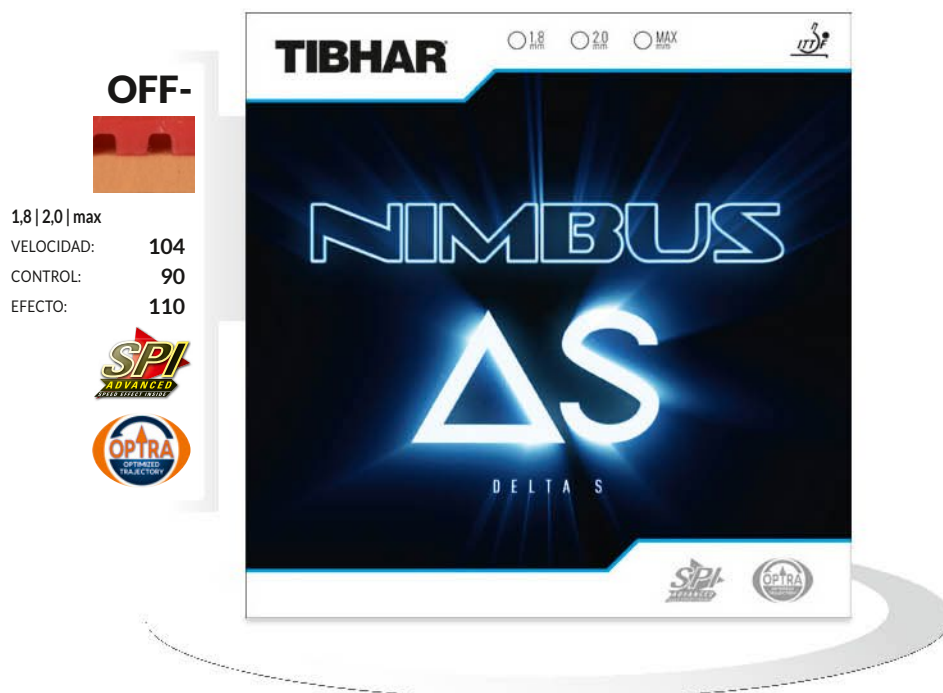 TIBHAR
1.8 mm
2.0 mm
MAX mm
ITTF
OFF-
1,8 | 2,0 | max
VELOCIDAD: 104
CONTROL: 90
EFECTO: 110
SPI
ADVANCED
SPEED EFFECT INSIDE
OPTRA
OPTIMIZED
TRAJECTORY
NIMBUS
ΔS
DELTA S
SPI
ADVANCED
OPTRA